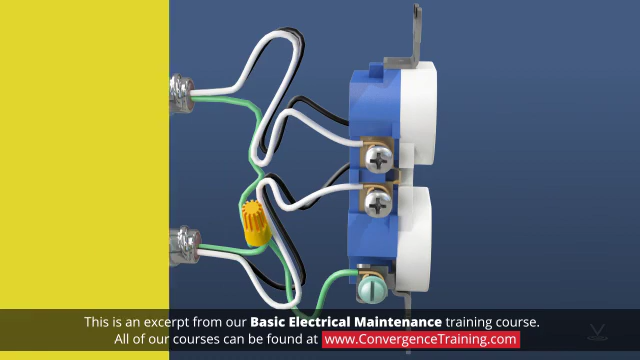 This is an excerpt from our Basic Electrical Maintenance training course.
All of our courses can be found at www.ConvergenceTraining.com